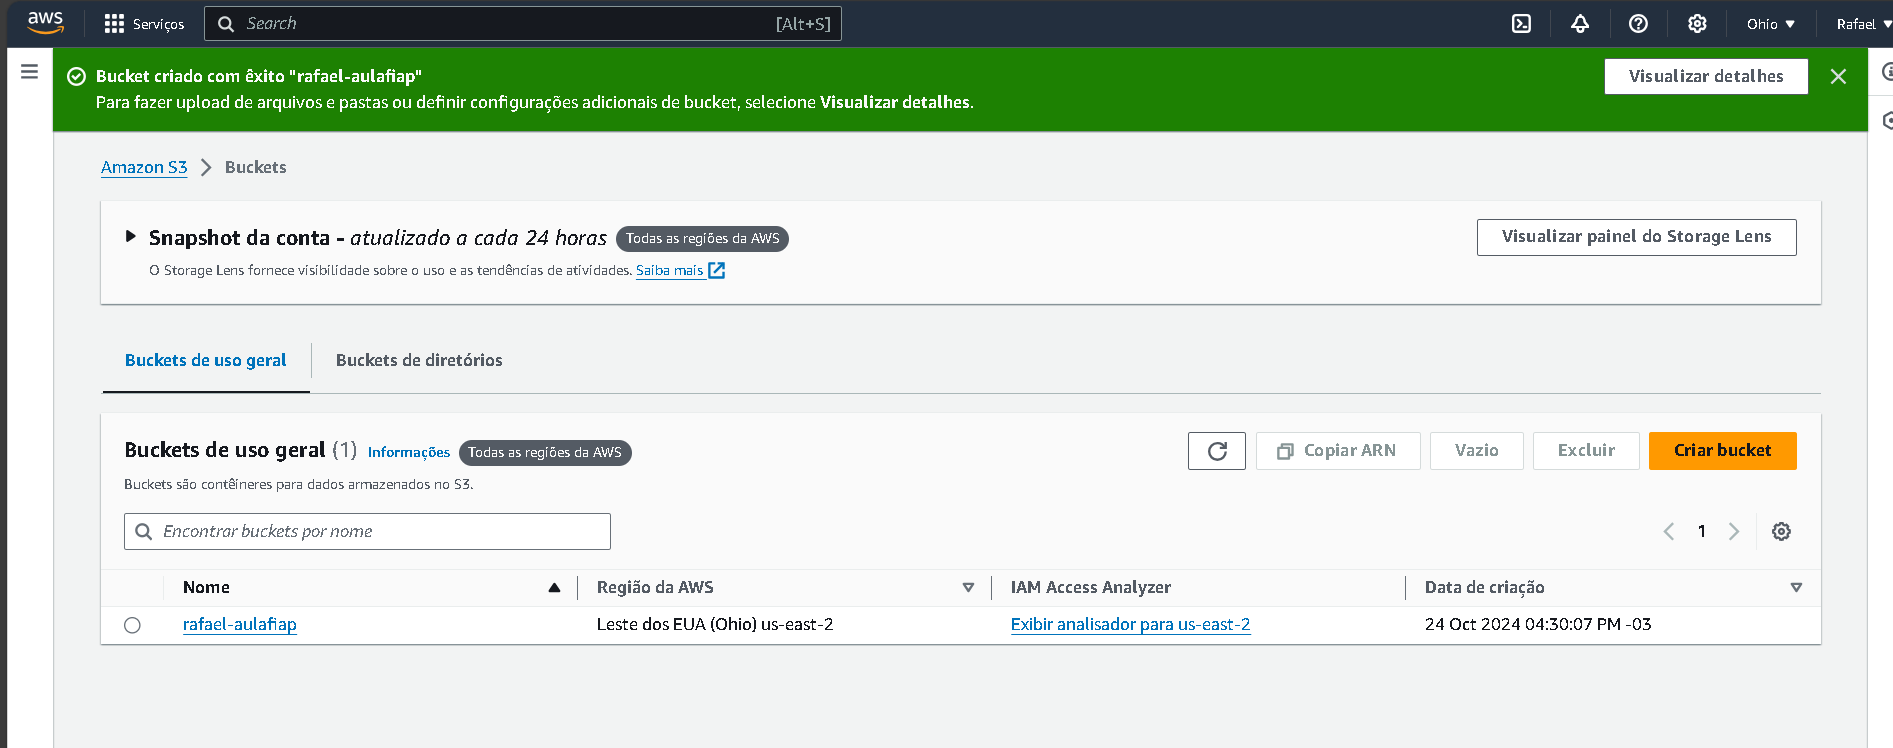 aws Serviços Search [Alt+S] Ohio Rafael
Bucket criado com êxito "rafael-aulafiap"
Para fazer upload de arquivos e pastas ou definir configurações adicionais de bucket, selecione Visualizar detalhes.
Visualizar detalhes
Amazon S3 Buckets
Snapshot da conta - atualizado a cada 24 horas Todas as regiões da AWS
O Storage Lens fornece visibilidade sobre o uso e as tendências de atividades. Saiba mais
Visualizar painel do Storage Lens
Buckets de uso geral Buckets de diretórios
Buckets de uso geral (1) Informações Todas as regiões da AWS
Buckets são contêineres para dados armazenados no S3.
Copiar ARN Vazio Excluir Criar bucket
Encontrar buckets por nome
1
Nome Região da AWS IAM Access Analyzer Data de criação
rafael-aulafiap Leste dos EUA (Ohio) us-east-2 Exibir analisador para us-east-2 24 Oct 2024 04:30:07 PM -03